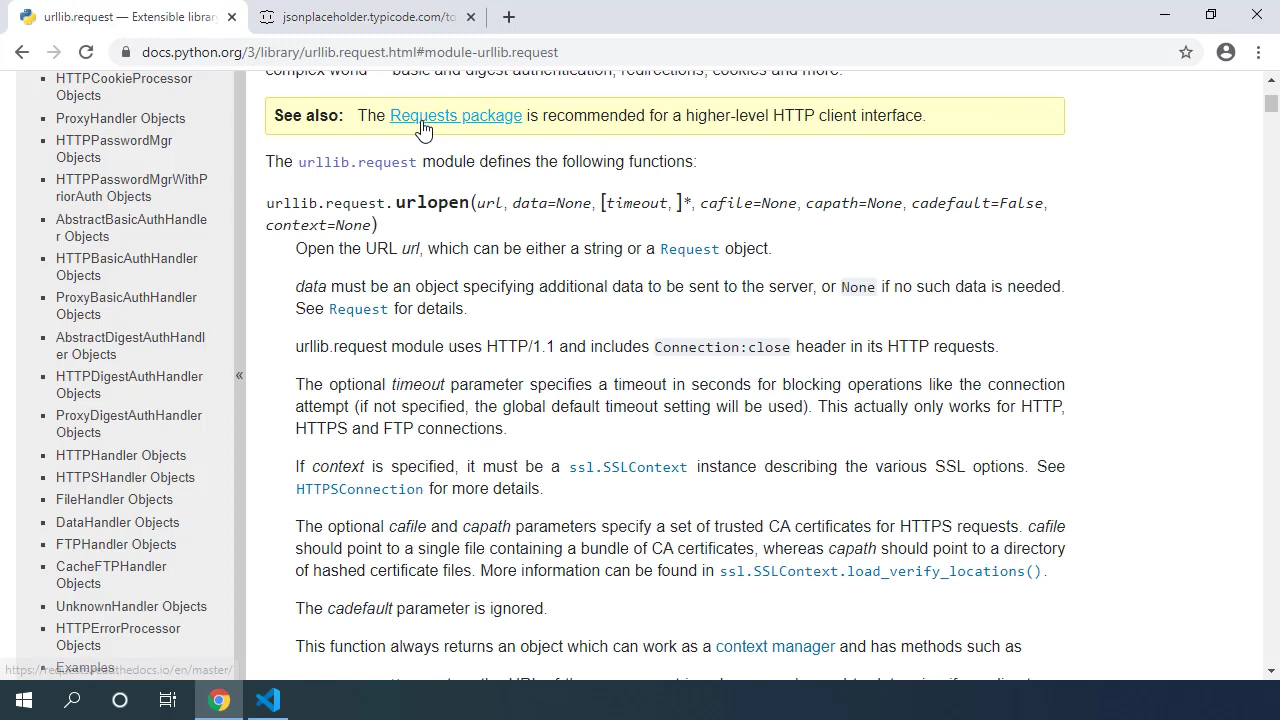 urllib.request — Extensible library
jsonplaceholder.typicode.com/to
docs.python.org/3/library/urllib.request.html#module-urllib.request
HTTPCookieProcessor
Objects
ProxyHandler Objects
HTTPPasswordMgr
Objects
HTTPPasswordMgrWithP
riorAuth Objects
AbstractBasicAuthHandle
r Objects
HTTPBasicAuthHandler
Objects
ProxyBasicAuthHandler
Objects
AbstractDigestAuthHandl
er Objects
HTTPDigestAuthHandler
Objects
ProxyDigestAuthHandler
Objects
HTTPHandler Objects
HTTPSHandler Objects
FileHandler Objects
DataHandler Objects
FTPHandler Objects
CacheFTPHandler
Objects
UnknownHandler Objects
HTTPErrorProcessor
Objects
Examples
«
complex world — basic and digest authentication, redirections, cookies and more.
See also: The Requests package is recommended for a higher-level HTTP client interface.
The urllib.request module defines the following functions:
urllib.request.urlopen(url, data=None, [timeout, ]*, cafile=None, capath=None, cadefault=False,
context=None)
Open the URL url, which can be either a string or a Request object.
data must be an object specifying additional data to be sent to the server, or None if no such data is needed.
See Request for details.
urllib.request module uses HTTP/1.1 and includes Connection:close header in its HTTP requests.
The optional timeout parameter specifies a timeout in seconds for blocking operations like the connection
attempt (if not specified, the global default timeout setting will be used). This actually only works for HTTP,
HTTPS and FTP connections.
If context is specified, it must be a ssl.SSLContext instance describing the various SSL options. See
HTTPSConnection for more details.
The optional cafile and capath parameters specify a set of trusted CA certificates for HTTPS requests. cafile
should point to a single file containing a bundle of CA certificates, whereas capath should point to a directory
of hashed certificate files. More information can be found in ssl.SSLContext.load_verify_locations().
The cadefault parameter is ignored.
This function always returns an object which can work as a context manager and has methods such as
https://requests.readthedocs.io/en/master/